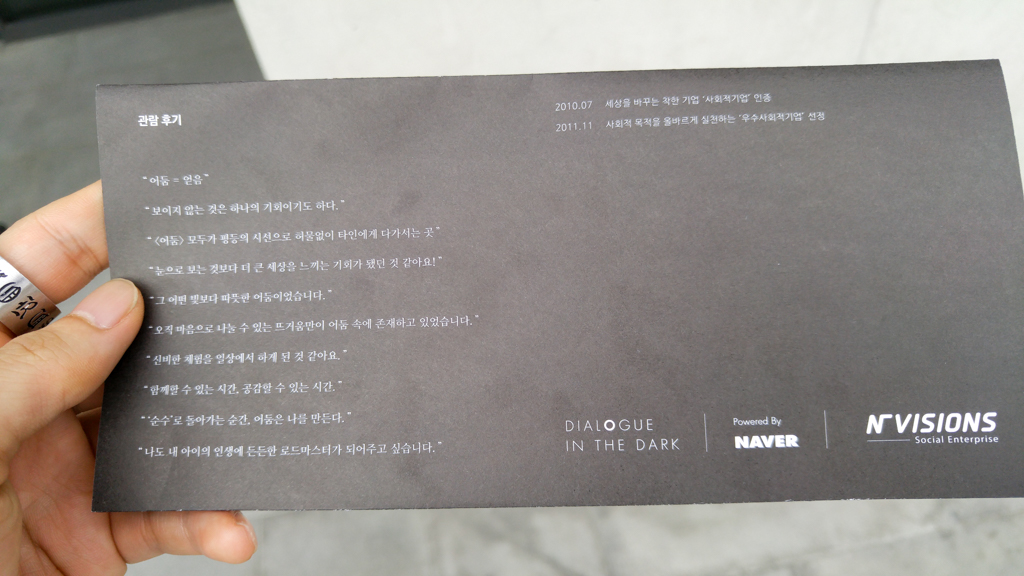 관람 후기
"어둠 = 얻음"
"보이지 않는 것은 하나의 기회이기도 하다."
"<어둠> 모두가 평등의 시선으로 허물없이 타인에게 다가서는 곳"
"눈으로 보는 것보다 더 큰 세상을 느끼는 기회가 됐던 것 같아요!"
"그 어떤 빛보다 따뜻한 어둠이었습니다."
"오직 마음으로 나눌 수 있는 뜨거움만이 어둠 속에 존재하고 있었습니다."
"신비한 체험을 일상에서 하게 된 것 같아요."
"함께할 수 있는 시간, 공감할 수 있는 시간."
"'순수'로 돌아가는 순간, 어둠은 나를 만든다."
"나도 내 아이의 인생에 든든한 로드마스터가 되어주고 싶습니다."
2010.07 세상을 바꾸는 착한 기업 '사회적기업' 인증
2011.11 사회적 목적을 올바르게 실천하는 '우수사회적기업' 선정
DIALOGUE
IN THE DARK
Powered By
NAVER
NVISIONS
Social Enterprise